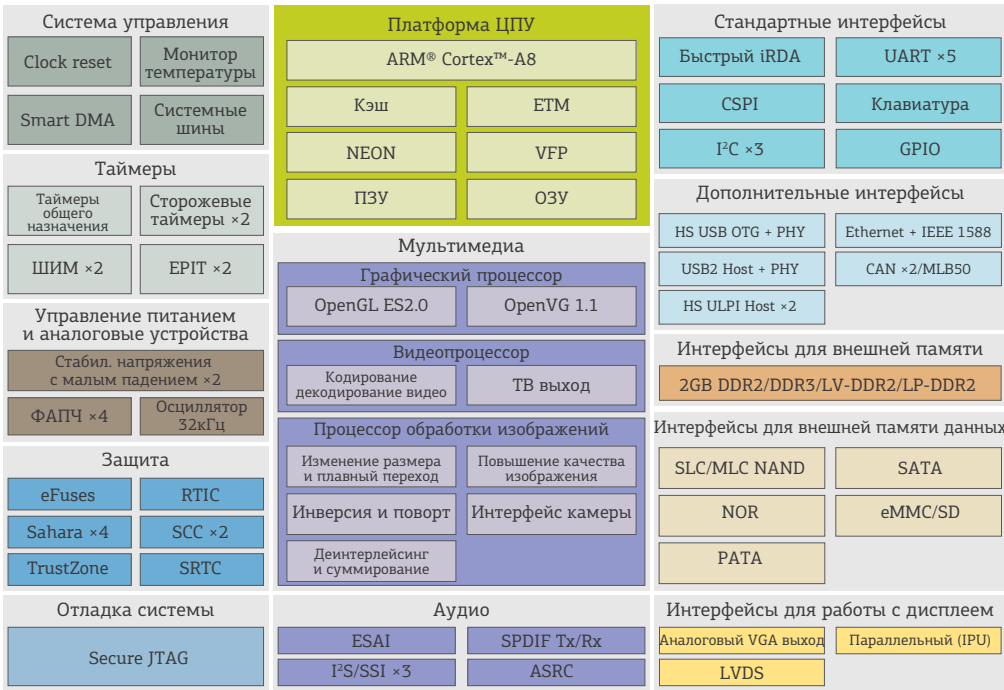 Система управления
Clock reset
Монитор
температуры
Smart DMA
Системные
шины
Таймеры
Таймеры
общего
назначения
Сторожевые
таймеры ×2
ШИМ ×2
EPIT ×2
Управление питанием
и аналоговые устройства
Стабил. напряжения
с малым падением ×2
ФАПЧ ×4
Осциллятор
32кГц
Защита
eFuses
RTIC
Sahara ×4
SCC ×2
TrustZone
SRTC
Отладка системы
Secure JTAG
Платформа ЦПУ
ARM® Cortex™-A8
Кэш
ETM
NEON
VFP
ПЗУ
ОЗУ
Мультимедиа
Графический процессор
OpenGL ES2.0
OpenVG 1.1
Видеопроцессор
Кодирование
декодирование видео
ТВ выход
Процессор обработки изображений
Изменение размера
и плавный переход
Повышение качества
изображения
Инверсия и поворт
Интерфейс камеры
Деинтерлейсинг
и суммирование
Аудио
ESAI
SPDIF Tx/Rx
I²S/SSI ×3
ASRC
Стандартные интерфейсы
Быстрый iRDA
UART ×5
CSPI
Клавиатура
I²C ×3
GPIO
Дополнительные интерфейсы
HS USB OTG + PHY
Ethernet + IEEE 1588
USB2 Host + PHY
CAN ×2/MLB50
HS ULPI Host ×2
Интерфейсы для внешней памяти
2GB DDR2/DDR3/LV-DDR2/LP-DDR2
Интерфейсы для внешней памяти данных
SLC/MLC NAND
SATA
NOR
eMMC/SD
PATA
Интерфейсы для работы с дисплеем
Аналоговый VGA выход
Параллельный (IPU)
LVDS